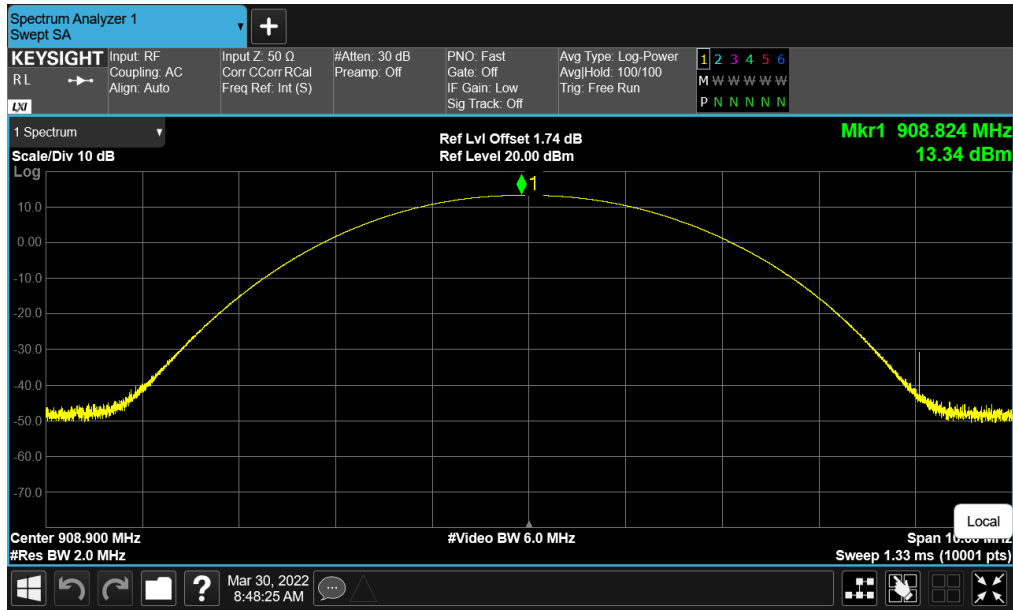 Spectrum Analyzer 1
Swept SA
+
KEYSIGHT
R L
LXI
Input: RF
Coupling: AC
Align: Auto
Input Z: 50 Ω
Corr CCorr RCal
Freq Ref: Int (S)
#Atten: 30 dB
Preamp: Off
PNO: Fast
Gate: Off
IF Gain: Low
Sig Track: Off
Avg Type: Log-Power
Avg|Hold: 100/100
Trig: Free Run
1 2 3 4 5 6
M W W W W W
P N N N N N
1 Spectrum
Scale/Div 10 dB
Log
Ref Lvl Offset 1.74 dB
Ref Level 20.00 dBm
Mkr1 908.824 MHz
13.34 dBm
1
10.0
0.00
-10.0
-20.0
-30.0
-40.0
-50.0
-60.0
-70.0
Local
Center 908.900 MHz
#Video BW 6.0 MHz
Span
#Res BW 2.0 MHz
Sweep 1.33 ms (10001 pts)
?
Mar 30, 2022
8:48:25 AM